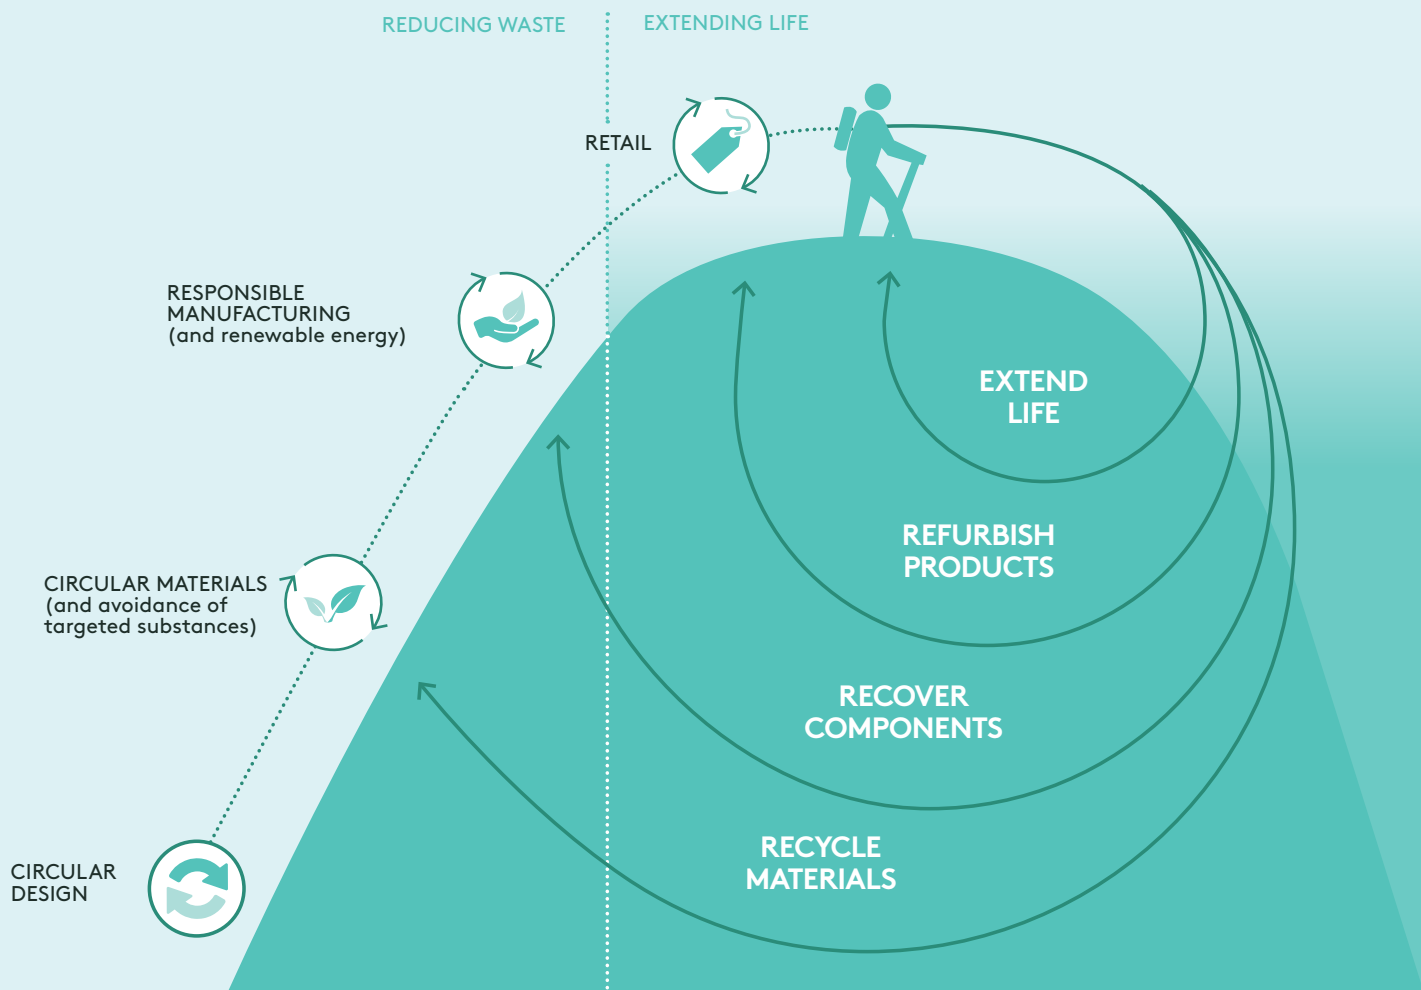 REDUCING WASTE
EXTENDING LIFE
RETAIL
RESPONSIBLE
MANUFACTURING
(and renewable energy)
CIRCULAR MATERIALS
(and avoidance of
targeted substances)
CIRCULAR
DESIGN
EXTEND
LIFE
REFURBISH
PRODUCTS
RECOVER
COMPONENTS
RECYCLE
MATERIALS